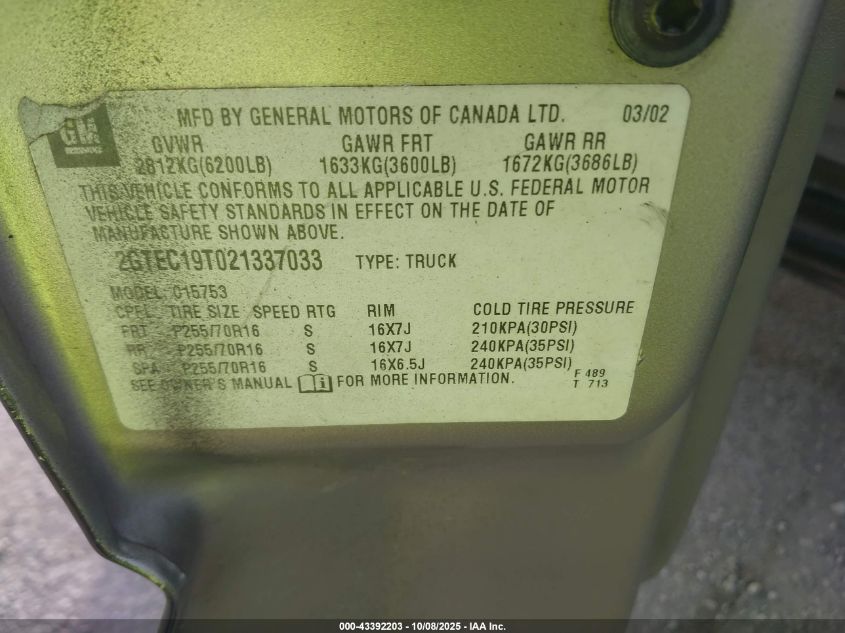 GM
MFD BY GENERAL MOTORS OF CANADA LTD. 03/02
GVWR GAWR FRT GAWR RR
2812KG(6200LB) 1633KG(3600LB) 1672KG(3686LB)
THIS VEHICLE CONFORMS TO ALL APPLICABLE U.S. FEDERAL MOTOR
VEHICLE SAFETY STANDARDS IN EFFECT ON THE DATE OF
MANUFACTURE SHOWN ABOVE.
2GTEC19T021337033 TYPE: TRUCK
MODEL: C15753
TIRE SIZE SPEED RTG RIM COLD TIRE PRESSURE
FRT P255/70R16 S 16X7J 210KPA(30PSI)
RR P255/70R16 S 16X7J 240KPA(35PSI)
SPA P255/70R16 S 16X6.5J 240KPA(35PSI)
SEE OWNER'S MANUAL FOR MORE INFORMATION. F 489
T 713
000-43392203 - 10/08/2025 - IAA Inc.